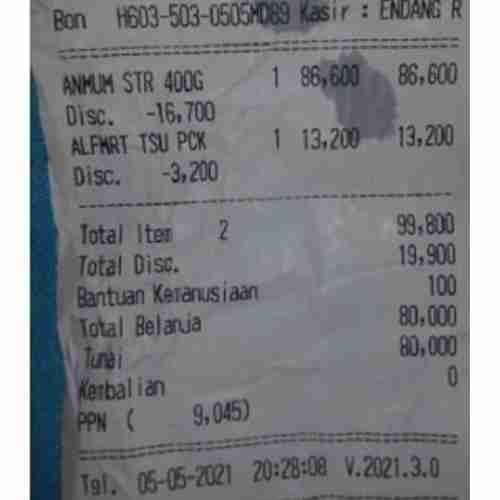 Bon H603-503-0505MD89 Kasir : ENDANG R
ANMUM STR 400G 1 86,600 86,600
Disc. -16,700
ALFMRT TSU PCK 1 13,200 13,200
Disc. -3,200
Total Item 2 99,800
Total Disc. 19,900
Bantuan Kemanusiaan 100
Total Belanja 80,000
Tunai 80,000
Kembalian 0
PPN ( 9,045)
Tgl. 05-05-2021 20:28:08 V.2021.3.0